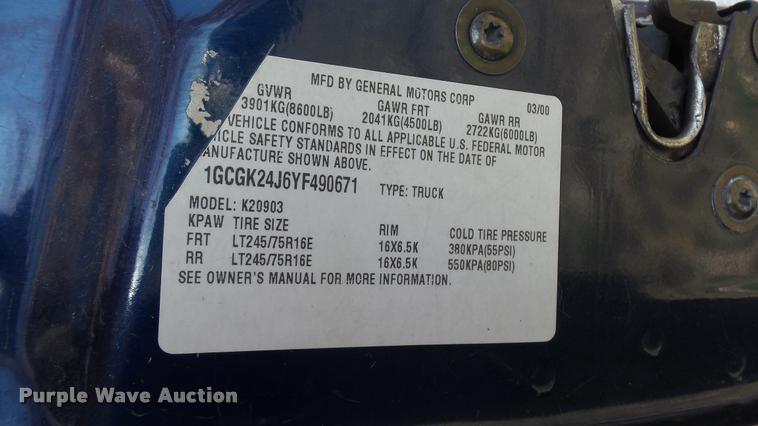 MFD BY GENERAL MOTORS CORP 03/00
GVWR GAWR FRT GAWR RR
3901KG(8600LB) 2041KG(4500LB) 2722KG(6000LB)
VEHICLE CONFORMS TO ALL APPLICABLE U.S. FEDERAL MOTOR
VEHICLE SAFETY STANDARDS IN EFFECT ON THE DATE OF
MANUFACTURE SHOWN ABOVE.
1GCGK24J6YF490671 TYPE: TRUCK
MODEL: K20903
KPAW TIRE SIZE RIM COLD TIRE PRESSURE
FRT LT245/75R16E 16X6.5K 380KPA(55PSI)
RR LT245/75R16E 16X6.5K 550KPA(80PSI)
SEE OWNER'S MANUAL FOR MORE INFORMATION.
Purple Wave Auction